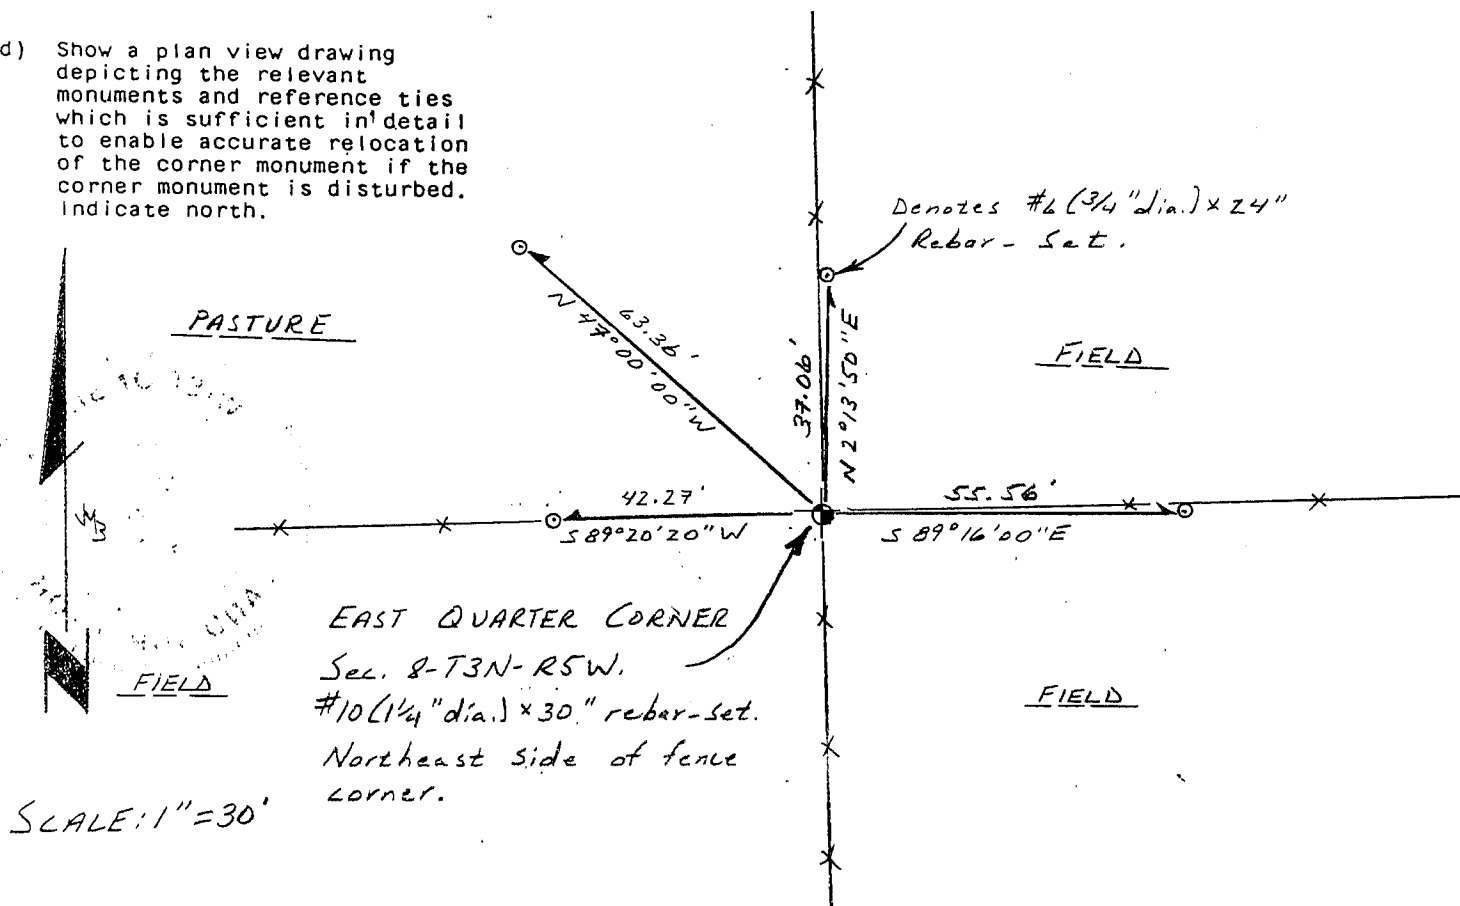 d) Show a plan view drawing
depicting the relevant
monuments and reference ties
which is sufficient in detail
to enable accurate relocation
of the corner monument if the
corner monument is disturbed.
Indicate north.
Denotes #6 (3/4" dia.) x 24"
Rebar - Set.
PASTURE
63.36'
N 47°00'00" W
37.06'
N 2°13'50" E
FIELD
42.27'
S 89°20'20" W
55.56'
S 89°16'00" E
EAST QUARTER CORNER
Sec. 8-T3N-R5W.
#10 (1 1/4" dia.) x 30" rebar-set.
Northeast side of fence
corner.
FIELD
FIELD
SCALE: 1" = 30'